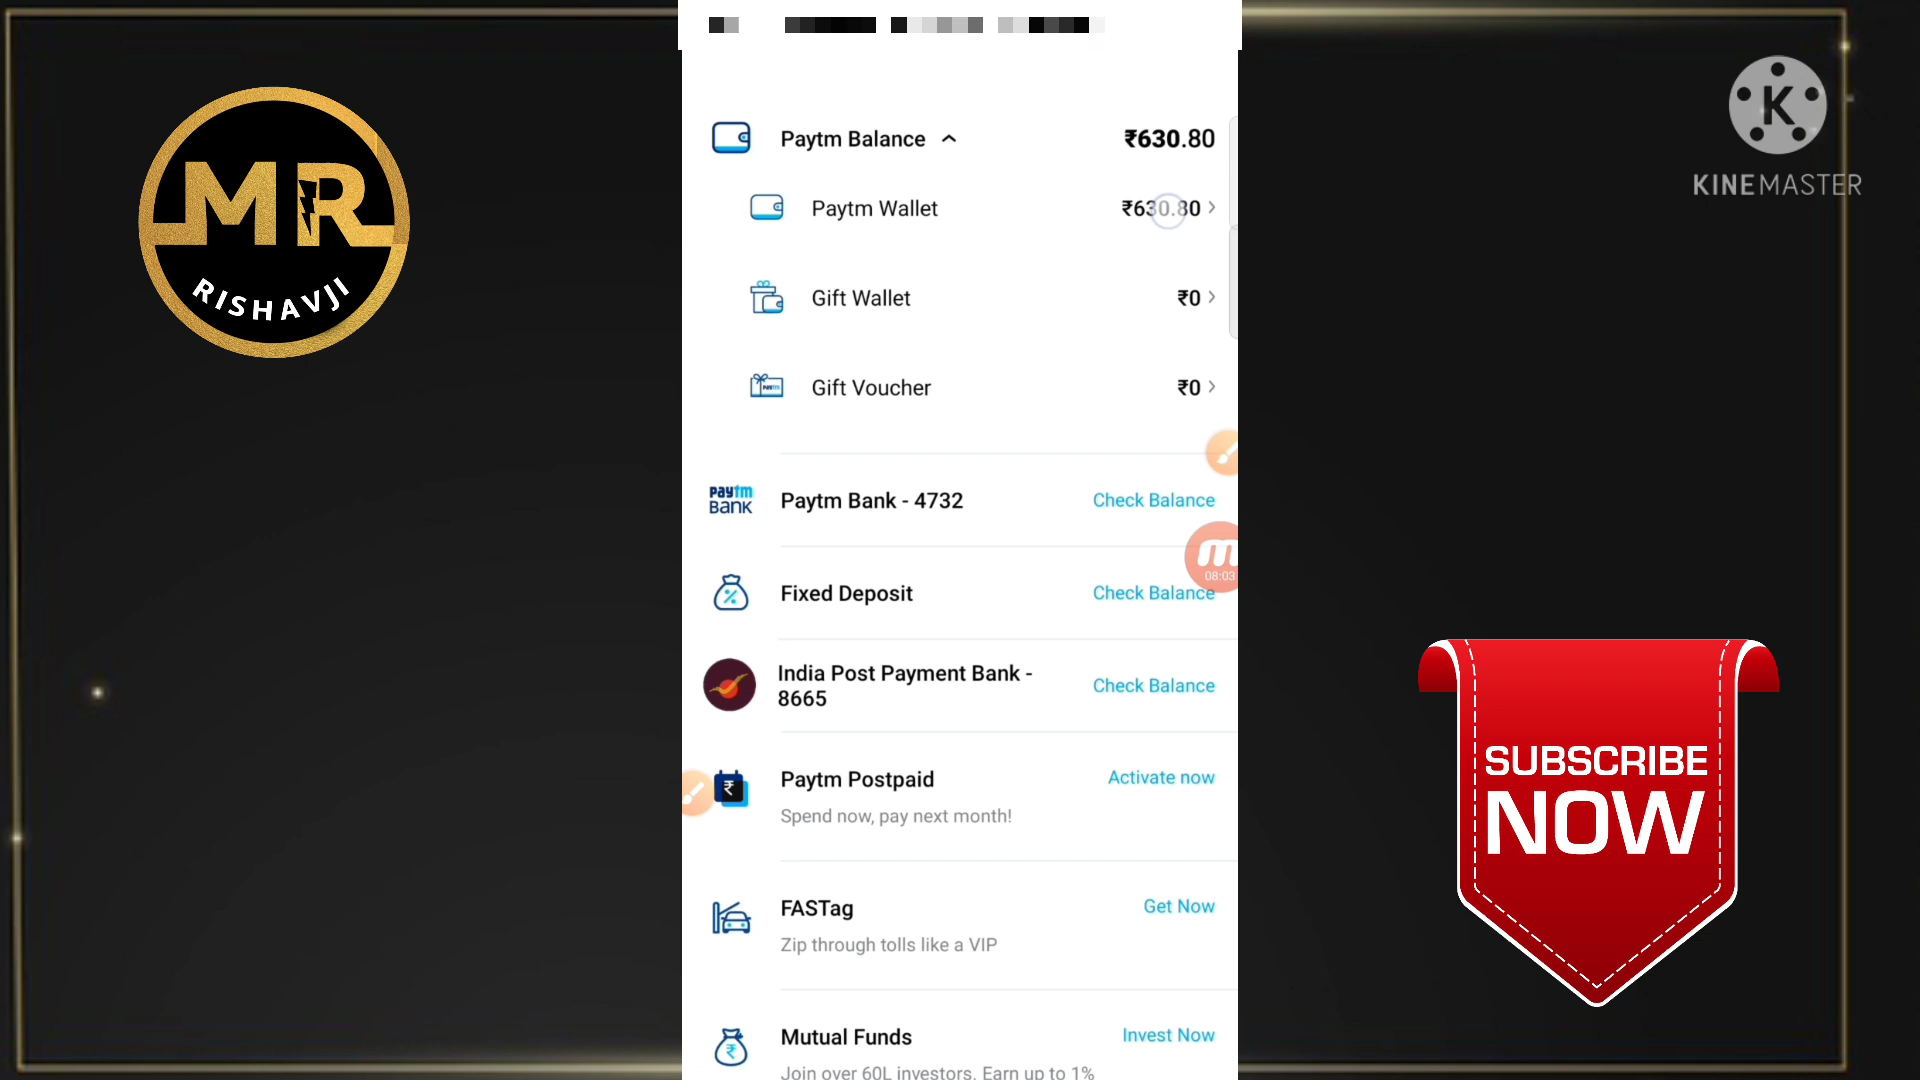 MR
RISHAVJI
K
KINEMASTER
Paytm Balance ₹630.80
Paytm Wallet ₹630.80
Gift Wallet ₹0
Gift Voucher ₹0
paytm
Bank
Paytm Bank - 4732 Check Balance
m
08:03
Fixed Deposit Check Balance
India Post Payment Bank -
8665
Check Balance
Paytm Postpaid Activate now
Spend now, pay next month!
FASTag Get Now
Zip through tolls like a VIP
Mutual Funds Invest Now
Join over 60L investors. Earn up to 1%
SUBSCRIBE
NOW